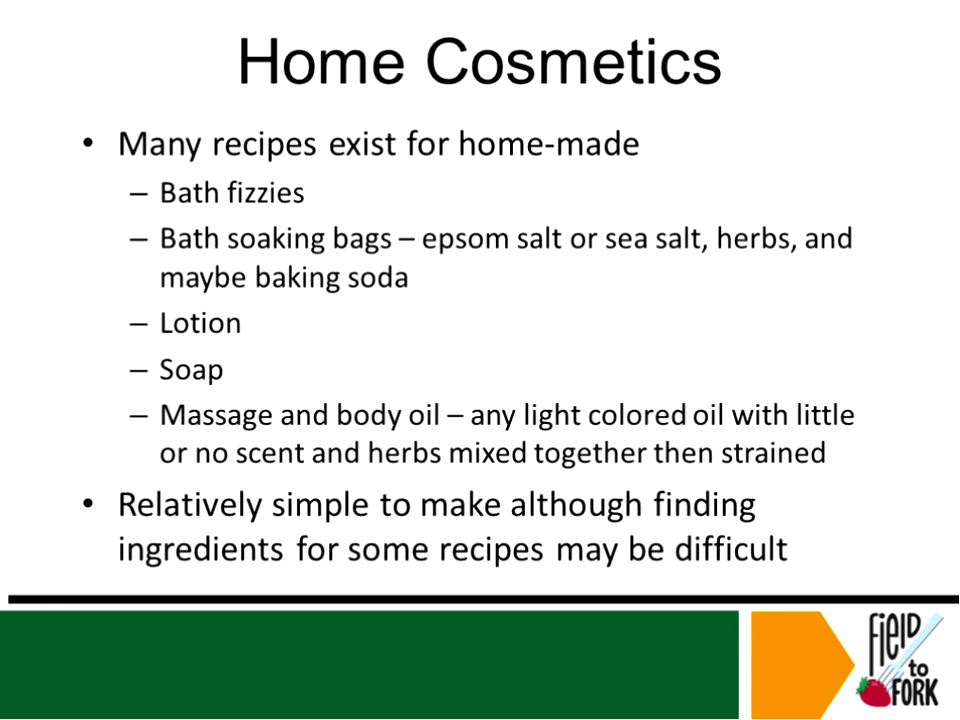 Home Cosmetics
• Many recipes exist for home-made
– Bath fizzies
– Bath soaking bags – epsom salt or sea salt, herbs, and
maybe baking soda
– Lotion
– Soap
– Massage and body oil – any light colored oil with little
or no scent and herbs mixed together then strained
• Relatively simple to make although finding
ingredients for some recipes may be difficult
FiElD
to
FORK